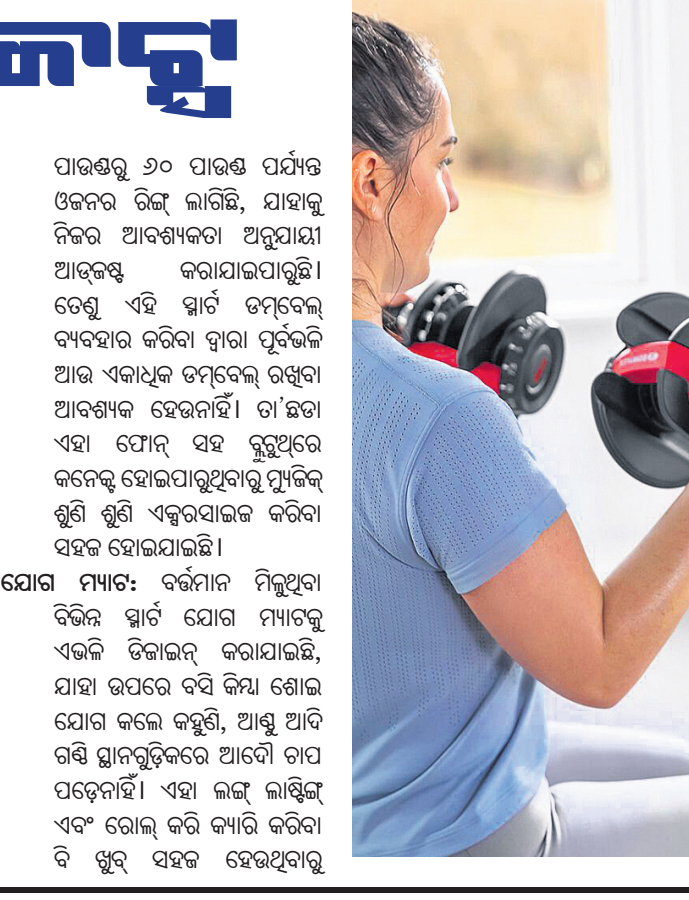 ପାଉଣ୍ଡରୁ ୬୦ ପାଉଣ୍ଡ ପର୍ଯ୍ୟନ୍ତ
ଓଜନର ରିଙ୍ଗ୍ ଲାଗିଛି, ଯାହାକୁ
ନିଜର ଆବଶ୍ୟକତା ଅନୁଯାୟୀ
ଆଡ୍‌ଜଷ୍ଟ କରାଯାଇପାରୁଛି।
ତେଣୁ ଏହି ସ୍ମାର୍ଟ ଡମ୍‌ବେଲ୍
ବ୍ୟବହାର କରିବା ଦ୍ୱାରା ପୂର୍ବଭଳି
ଆଉ ଏକାଧିକ ଡମ୍‌ବେଲ୍ ରଖିବା
ଆବଶ୍ୟକ ହେଉନାହିଁ। ତା'ଛଡା
ଏହା ଫୋନ୍ ସହ ବ୍ଲୁଟୁଥ୍‌ରେ
କନେକ୍ଟ ହୋଇପାରୁଥିବାରୁ ମ୍ୟୁଜିକ୍
ଶୁଣି ଶୁଣି ଏକ୍ସରସାଇଜ କରିବା
ସହଜ ହୋଇଯାଇଛି।
ଯୋଗ ମ୍ୟାଟ: ବର୍ତ୍ତମାନ ମିଳୁଥିବା
ବିଭିନ୍ନ ସ୍ମାର୍ଟ ଯୋଗ ମ୍ୟାଟକୁ
ଏଭଳି ଡିଜାଇନ୍ କରାଯାଇଛି,
ଯାହା ଉପରେ ବସି କିମ୍ବା ଶୋଇ
ଯୋଗ କଲେ କହୁଣି, ଆଣ୍ଠୁ ଆଦି
ଗଣ୍ଠି ସ୍ଥାନଗୁଡ଼ିକରେ ଆଦୌ ଚାପ
ପଡ଼େନାହିଁ। ଏହା ଲଙ୍ଗ୍ ଲାଷ୍ଟିଙ୍ଗ୍
ଏବଂ ରୋଲ୍ କରି କ୍ୟାରି କରିବା
ବି ଖୁବ୍ ସହଜ ହେଉଥିବାରୁ